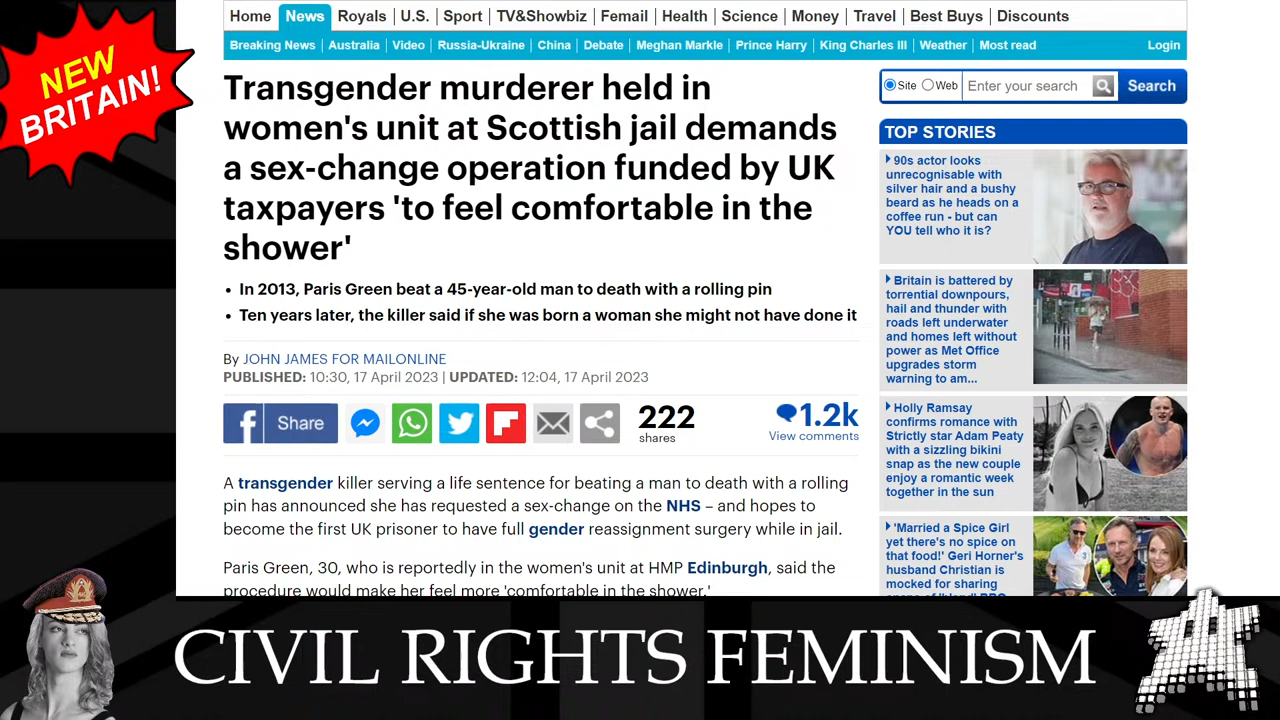 NEW
BRITAIN!
Home News Royals U.S. Sport TV&Showbiz Femail Health Science Money Travel Best Buys Discounts
Breaking News Australia Video Russia-Ukraine China Debate Meghan Markle Prince Harry King Charles III Weather Most read Login
Transgender murderer held in
women's unit at Scottish jail demands
a sex-change operation funded by UK
taxpayers 'to feel comfortable in the
shower'
• In 2013, Paris Green beat a 45-year-old man to death with a rolling pin
• Ten years later, the killer said if she was born a woman she might not have done it
By JOHN JAMES FOR MAILONLINE
PUBLISHED: 10:30, 17 April 2023 | UPDATED: 12:04, 17 April 2023
Share
222
shares
1.2k
View comments
A transgender killer serving a life sentence for beating a man to death with a rolling
pin has announced she has requested a sex-change on the NHS – and hopes to
become the first UK prisoner to have full gender reassignment surgery while in jail.
Paris Green, 30, who is reportedly in the women's unit at HMP Edinburgh, said the
procedure would make her feel more 'comfortable in the shower.'
Site Web Enter your search Search
TOP STORIES
90s actor looks
unrecognisable with
silver hair and a bushy
beard as he heads on a
coffee run - but can
YOU tell who it is?
Britain is battered by
torrential downpours,
hail and thunder with
roads left underwater
and homes left without
power as Met Office
upgrades storm
warning to am...
Holly Ramsay
confirms romance with
Strictly star Adam Peaty
with a sizzling bikini
snap as the new couple
enjoy a romantic week
together in the sun
'Married a Spice Girl
yet there's no spice on
that food!' Geri Horner's
husband Christian is
mocked for sharing
CIVIL RIGHTS FEMINISM